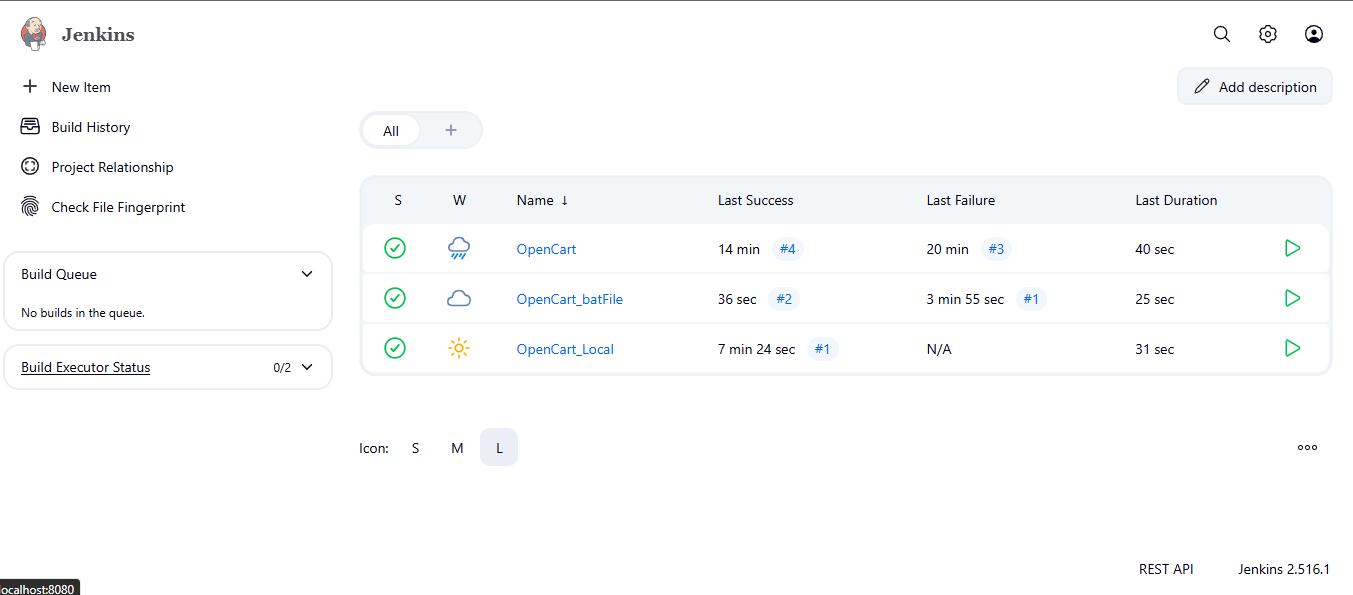 Jenkins
New Item
Build History
Project Relationship
Check File Fingerprint
Build Queue
No builds in the queue.
Build Executor Status 0/2
Add description
All +
S W Name ↓ Last Success Last Failure Last Duration
OpenCart 14 min #4 20 min #3 40 sec
OpenCart_batFile 36 sec #2 3 min 55 sec #1 25 sec
OpenCart_Local 7 min 24 sec #1 N/A 31 sec
Icon: S M L
REST API Jenkins 2.516.1
localhost:8080